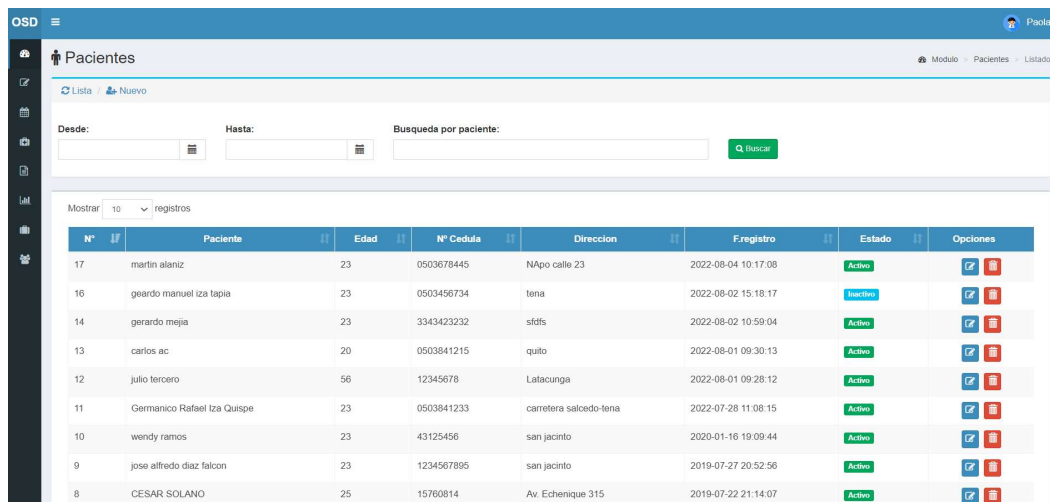 OSD Paola
Pacientes Modulo > Pacientes > Listado
Lista / Nuevo
Desde: Hasta: Busqueda por paciente:
Buscar
Mostrar 10 registros
N° Paciente Edad Nº Cedula Direccion F.registro Estado Opciones
17 martin alaniz 23 0503678445 NApo calle 23 2022-08-04 10:17:08 Activo
16 geardo manuel iza tapia 23 0503456734 tena 2022-08-02 15:18:17 Inactivo
14 gerardo mejia 23 3343423232 sfdfs 2022-08-02 10:59:04 Activo
13 carlos ac 20 0503841215 quito 2022-08-01 09:30:13 Activo
12 julio tercero 56 12345678 Latacunga 2022-08-01 09:28:12 Activo
11 Germanico Rafael Iza Quispe 23 0503841233 carretera salcedo-tena 2022-07-28 11:08:15 Activo
10 wendy ramos 23 43125456 san jacinto 2020-01-16 19:09:44 Activo
9 jose alfredo diaz falcon 23 1234567895 san jacinto 2019-07-27 20:52:56 Activo
8 CESAR SOLANO 25 15760814 Av. Echenique 315 2019-07-22 21:14:07 Activo